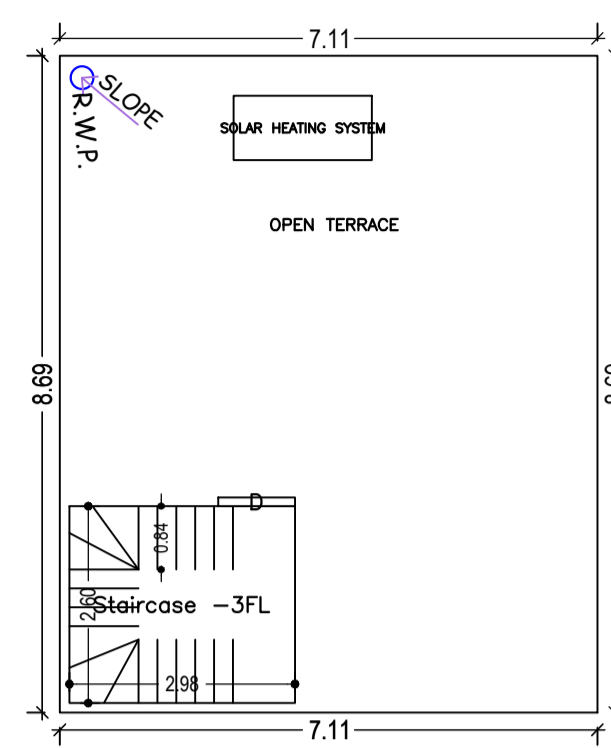 7.11
SLOPE
R.W.P.
SOLAR HEATING SYSTEM
OPEN TERRACE
8.69
D
0.84
2.60
Staircase -3FL
2.98
7.11